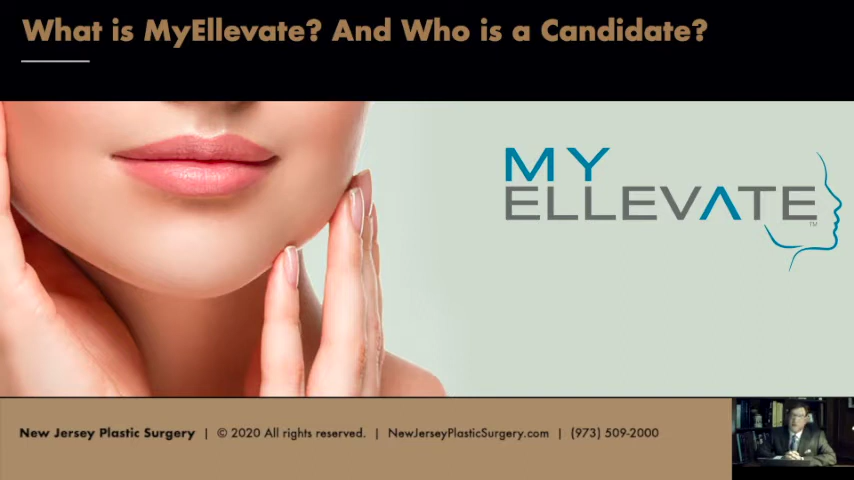 What is MyEllevate? And Who is a Candidate?
MY
ELLEVATE™
New Jersey Plastic Surgery | © 2020 All rights reserved. | NewJerseyPlasticSurgery.com | (973) 509-2000